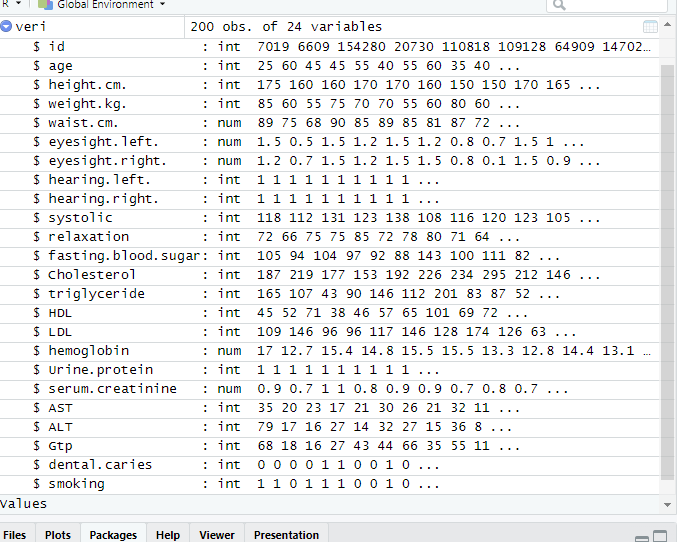 R Global Environment
veri 200 obs. of 24 variables
$ id : int 7019 6609 154280 20730 110818 109128 64909 14702…
$ age : int 25 60 45 45 55 40 55 60 35 40 ...
$ height.cm. : int 175 160 160 170 170 160 150 150 170 165 ...
$ weight.kg. : int 85 60 55 75 70 70 55 60 80 60 ...
$ waist.cm. : num 89 75 68 90 85 89 85 81 87 72 ...
$ eyesight.left. : num 1.5 0.5 1.5 1.2 1.5 1.2 0.8 0.7 1.5 1 ...
$ eyesight.right. : num 1.2 0.7 1.5 1.2 1.5 1.5 0.8 0.1 1.5 0.9 ...
$ hearing.left. : int 1 1 1 1 1 1 1 1 1 1 ...
$ hearing.right. : int 1 1 1 1 1 1 1 1 1 1 ...
$ systolic : int 118 112 131 123 138 108 116 120 123 105 ...
$ relaxation : int 72 66 75 75 85 72 78 80 71 64 ...
$ fasting.blood.sugar: int 105 94 104 97 92 88 143 100 111 82 ...
$ Cholesterol : int 187 219 177 153 192 226 234 295 212 146 ...
$ triglyceride : int 165 107 43 90 146 112 201 83 87 52 ...
$ HDL : int 45 52 71 38 46 57 65 101 69 72 ...
$ LDL : int 109 146 96 96 117 146 128 174 126 63 ...
$ hemoglobin : num 17 12.7 15.4 14.8 15.5 15.5 13.3 12.8 14.4 13.1 …
$ Urine.protein : int 1 1 1 1 1 1 1 1 1 1 ...
$ serum.creatinine : num 0.9 0.7 1 1 0.8 0.9 0.9 0.7 0.8 0.7 ...
$ AST : int 35 20 23 17 21 30 26 21 32 11 ...
$ ALT : int 79 17 16 27 14 32 27 15 36 8 ...
$ Gtp : int 68 18 16 27 43 44 66 35 55 11 ...
$ dental.caries : int 0 0 0 0 1 1 0 0 1 0 ...
$ smoking : int 1 1 0 1 1 1 0 0 1 0 ...
Values
Files Plots Packages Help Viewer Presentation